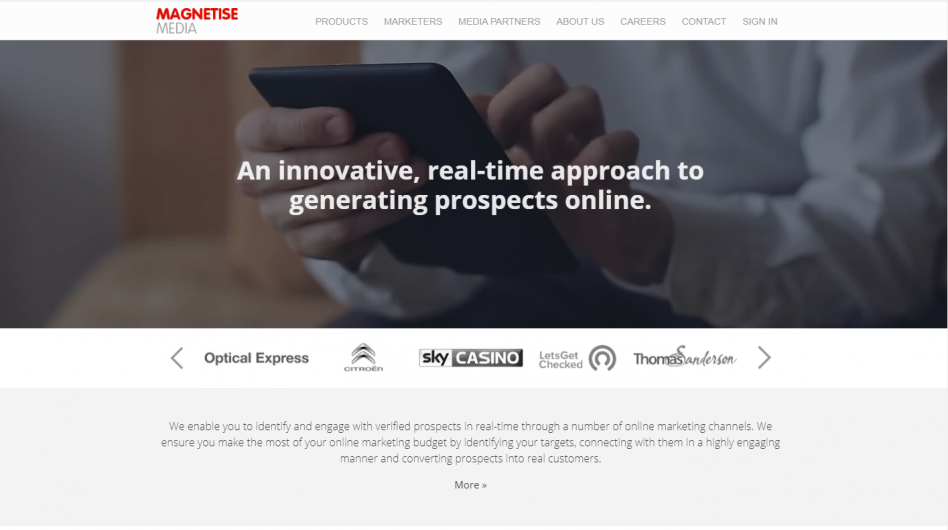 MAGNETISE
MEDIA
PRODUCTS MARKETERS MEDIA PARTNERS ABOUT US CAREERS CONTACT SIGN IN
An innovative, real-time approach to
generating prospects online.
Optical Express CITROËN sky CASINO LetsGet Checked Thomas Sanderson
We enable you to identify and engage with verified prospects in real-time through a number of online marketing channels. We
ensure you make the most of your online marketing budget by identifying your targets, connecting with them in a highly engaging
manner and converting prospects into real customers.
More »